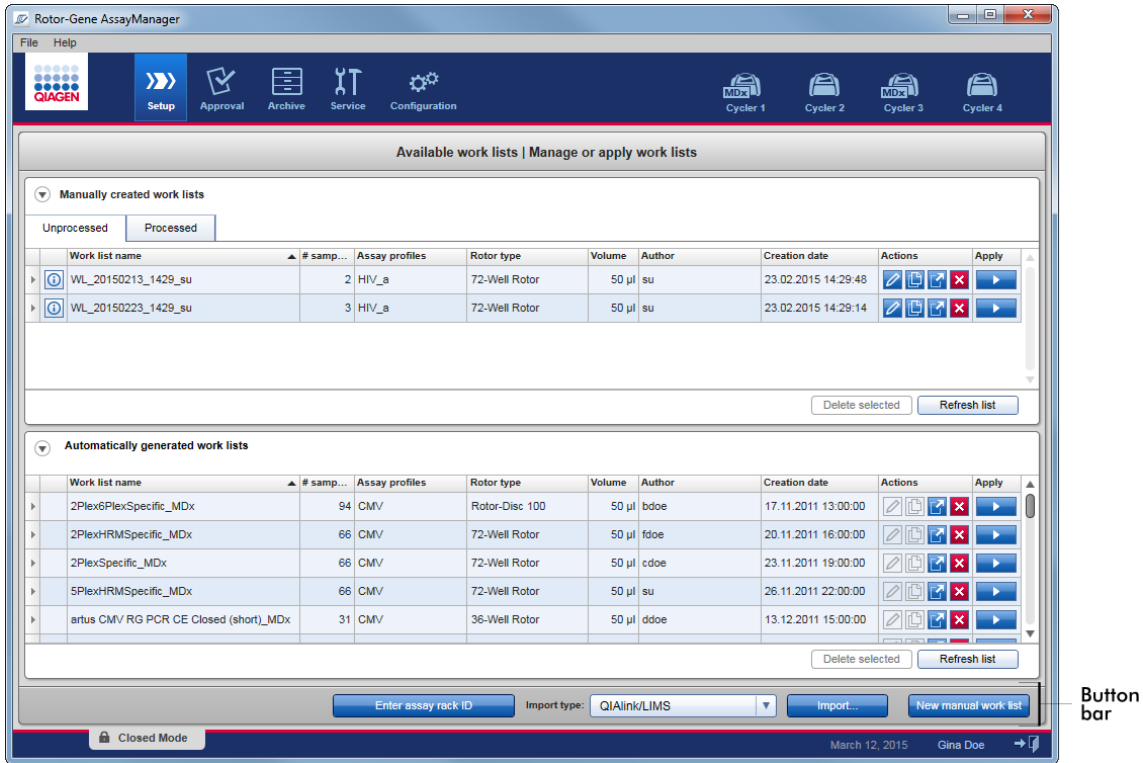 Rotor-Gene AssayManager
File Help
QIAGEN
Setup Approval Archive Service Configuration
MDx MDx
Cycler 1 Cycler 2 Cycler 3 Cycler 4
Available work lists | Manage or apply work lists
Manually created work lists
Unprocessed Processed
Work list name # samp... Assay profiles Rotor type Volume Author Creation date Actions Apply
WL_20150213_1429_su 2 HIV_a 72-Well Rotor 50 µl su 23.02.2015 14:29:48
WL_20150223_1429_su 3 HIV_a 72-Well Rotor 50 µl su 23.02.2015 14:29:14
Delete selected Refresh list
Automatically generated work lists
Work list name # samp... Assay profiles Rotor type Volume Author Creation date Actions Apply
2Plex6PlexSpecific_MDx 94 CMV Rotor-Disc 100 50 µl bdoe 17.11.2011 13:00:00
2PlexHRMSpecific_MDx 66 CMV 72-Well Rotor 50 µl fdoe 20.11.2011 16:00:00
2PlexSpecific_MDx 66 CMV 72-Well Rotor 50 µl cdoe 23.11.2011 19:00:00
5PlexHRMSpecific_MDx 66 CMV 72-Well Rotor 50 µl su 26.11.2011 22:00:00
artus CMV RG PCR CE Closed (short)_MDx 31 CMV 36-Well Rotor 50 µl ddoe 13.12.2011 15:00:00
Delete selected Refresh list
Enter assay rack ID Import type: QIAlink/LIMS Import... New manual work list
Button
bar
Closed Mode March 12, 2015 Gina Doe